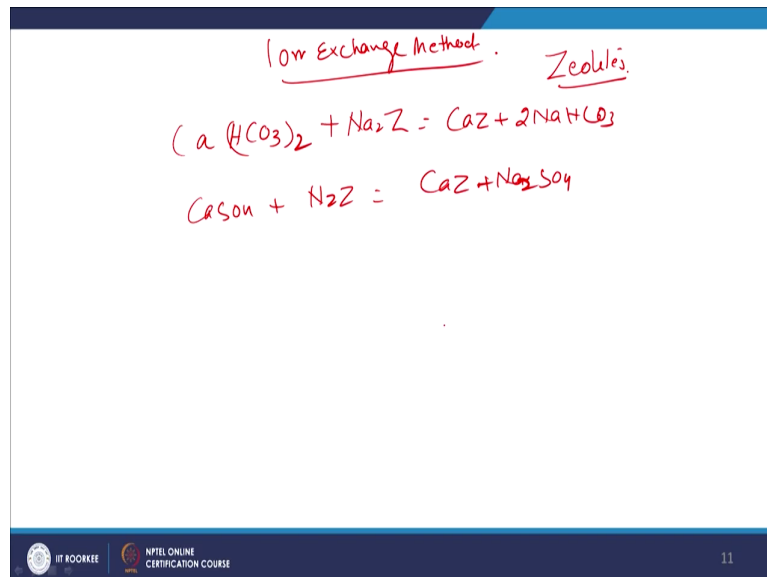 Ion Exchange Method.
Zeolites.
Ca(HCO3)2 + Na2Z = CaZ + 2NaHCO3
CaSO4 + N2Z = CaZ + Na2SO4
IIT ROORKEE
NPTEL ONLINE
CERTIFICATION COURSE
11